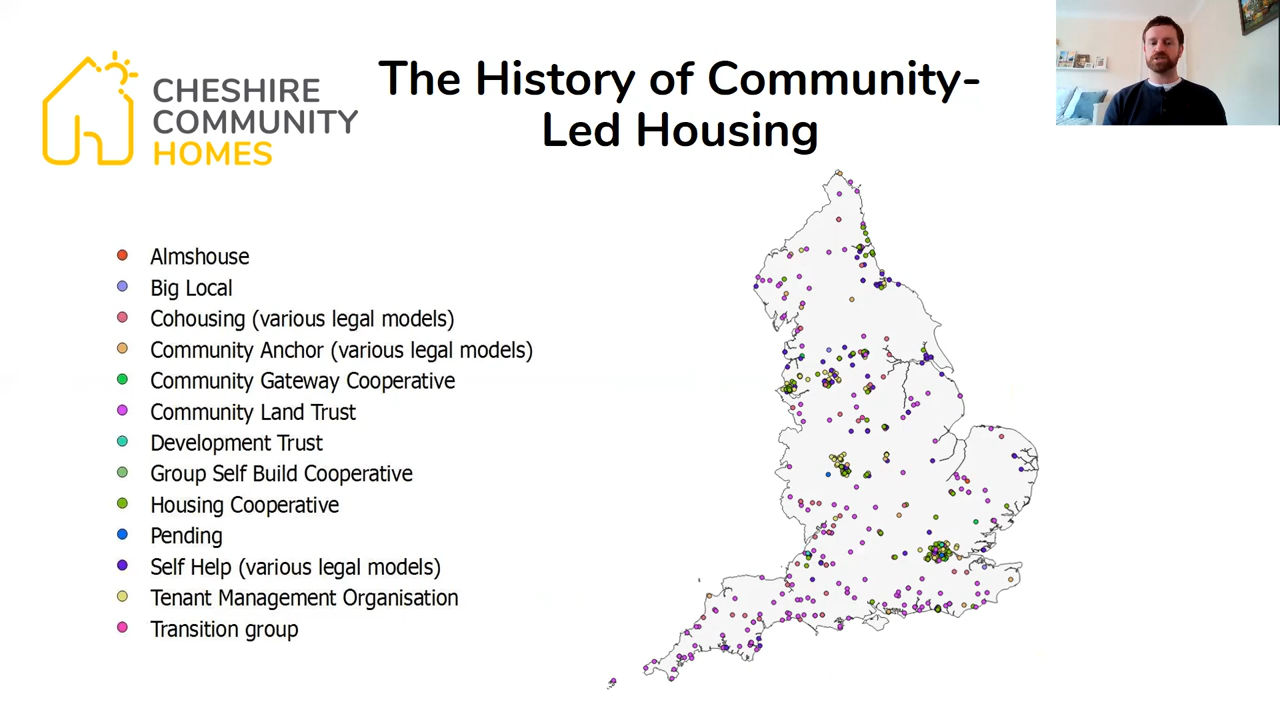 CHESHIRE
COMMUNITY
HOMES
The History of Community-
Led Housing
Almshouse
Big Local
Cohousing (various legal models)
Community Anchor (various legal models)
Community Gateway Cooperative
Community Land Trust
Development Trust
Group Self Build Cooperative
Housing Cooperative
Pending
Self Help (various legal models)
Tenant Management Organisation
Transition group